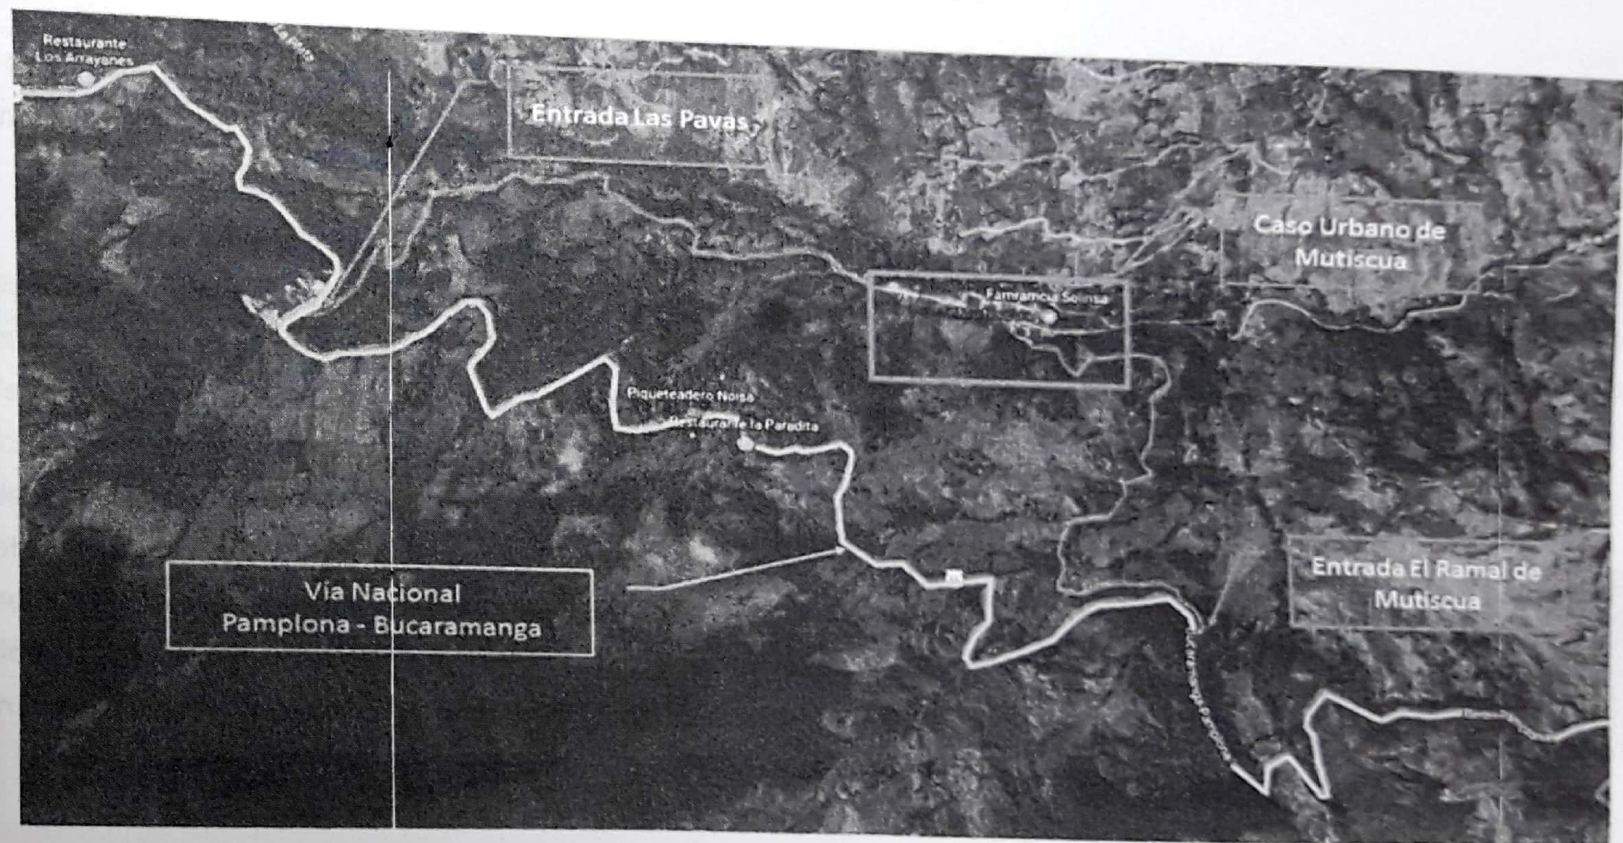 Restaurante
Los Arrayanes
Entrada Las Pavas
Caso Urbano de
Mutiscua
Famramcia Solinsa
Piqueteadero Noisa
Restaurante la Paradita
Vía Nacional
Pamplona - Bucaramanga
Entrada El Ramal de
Mutiscua